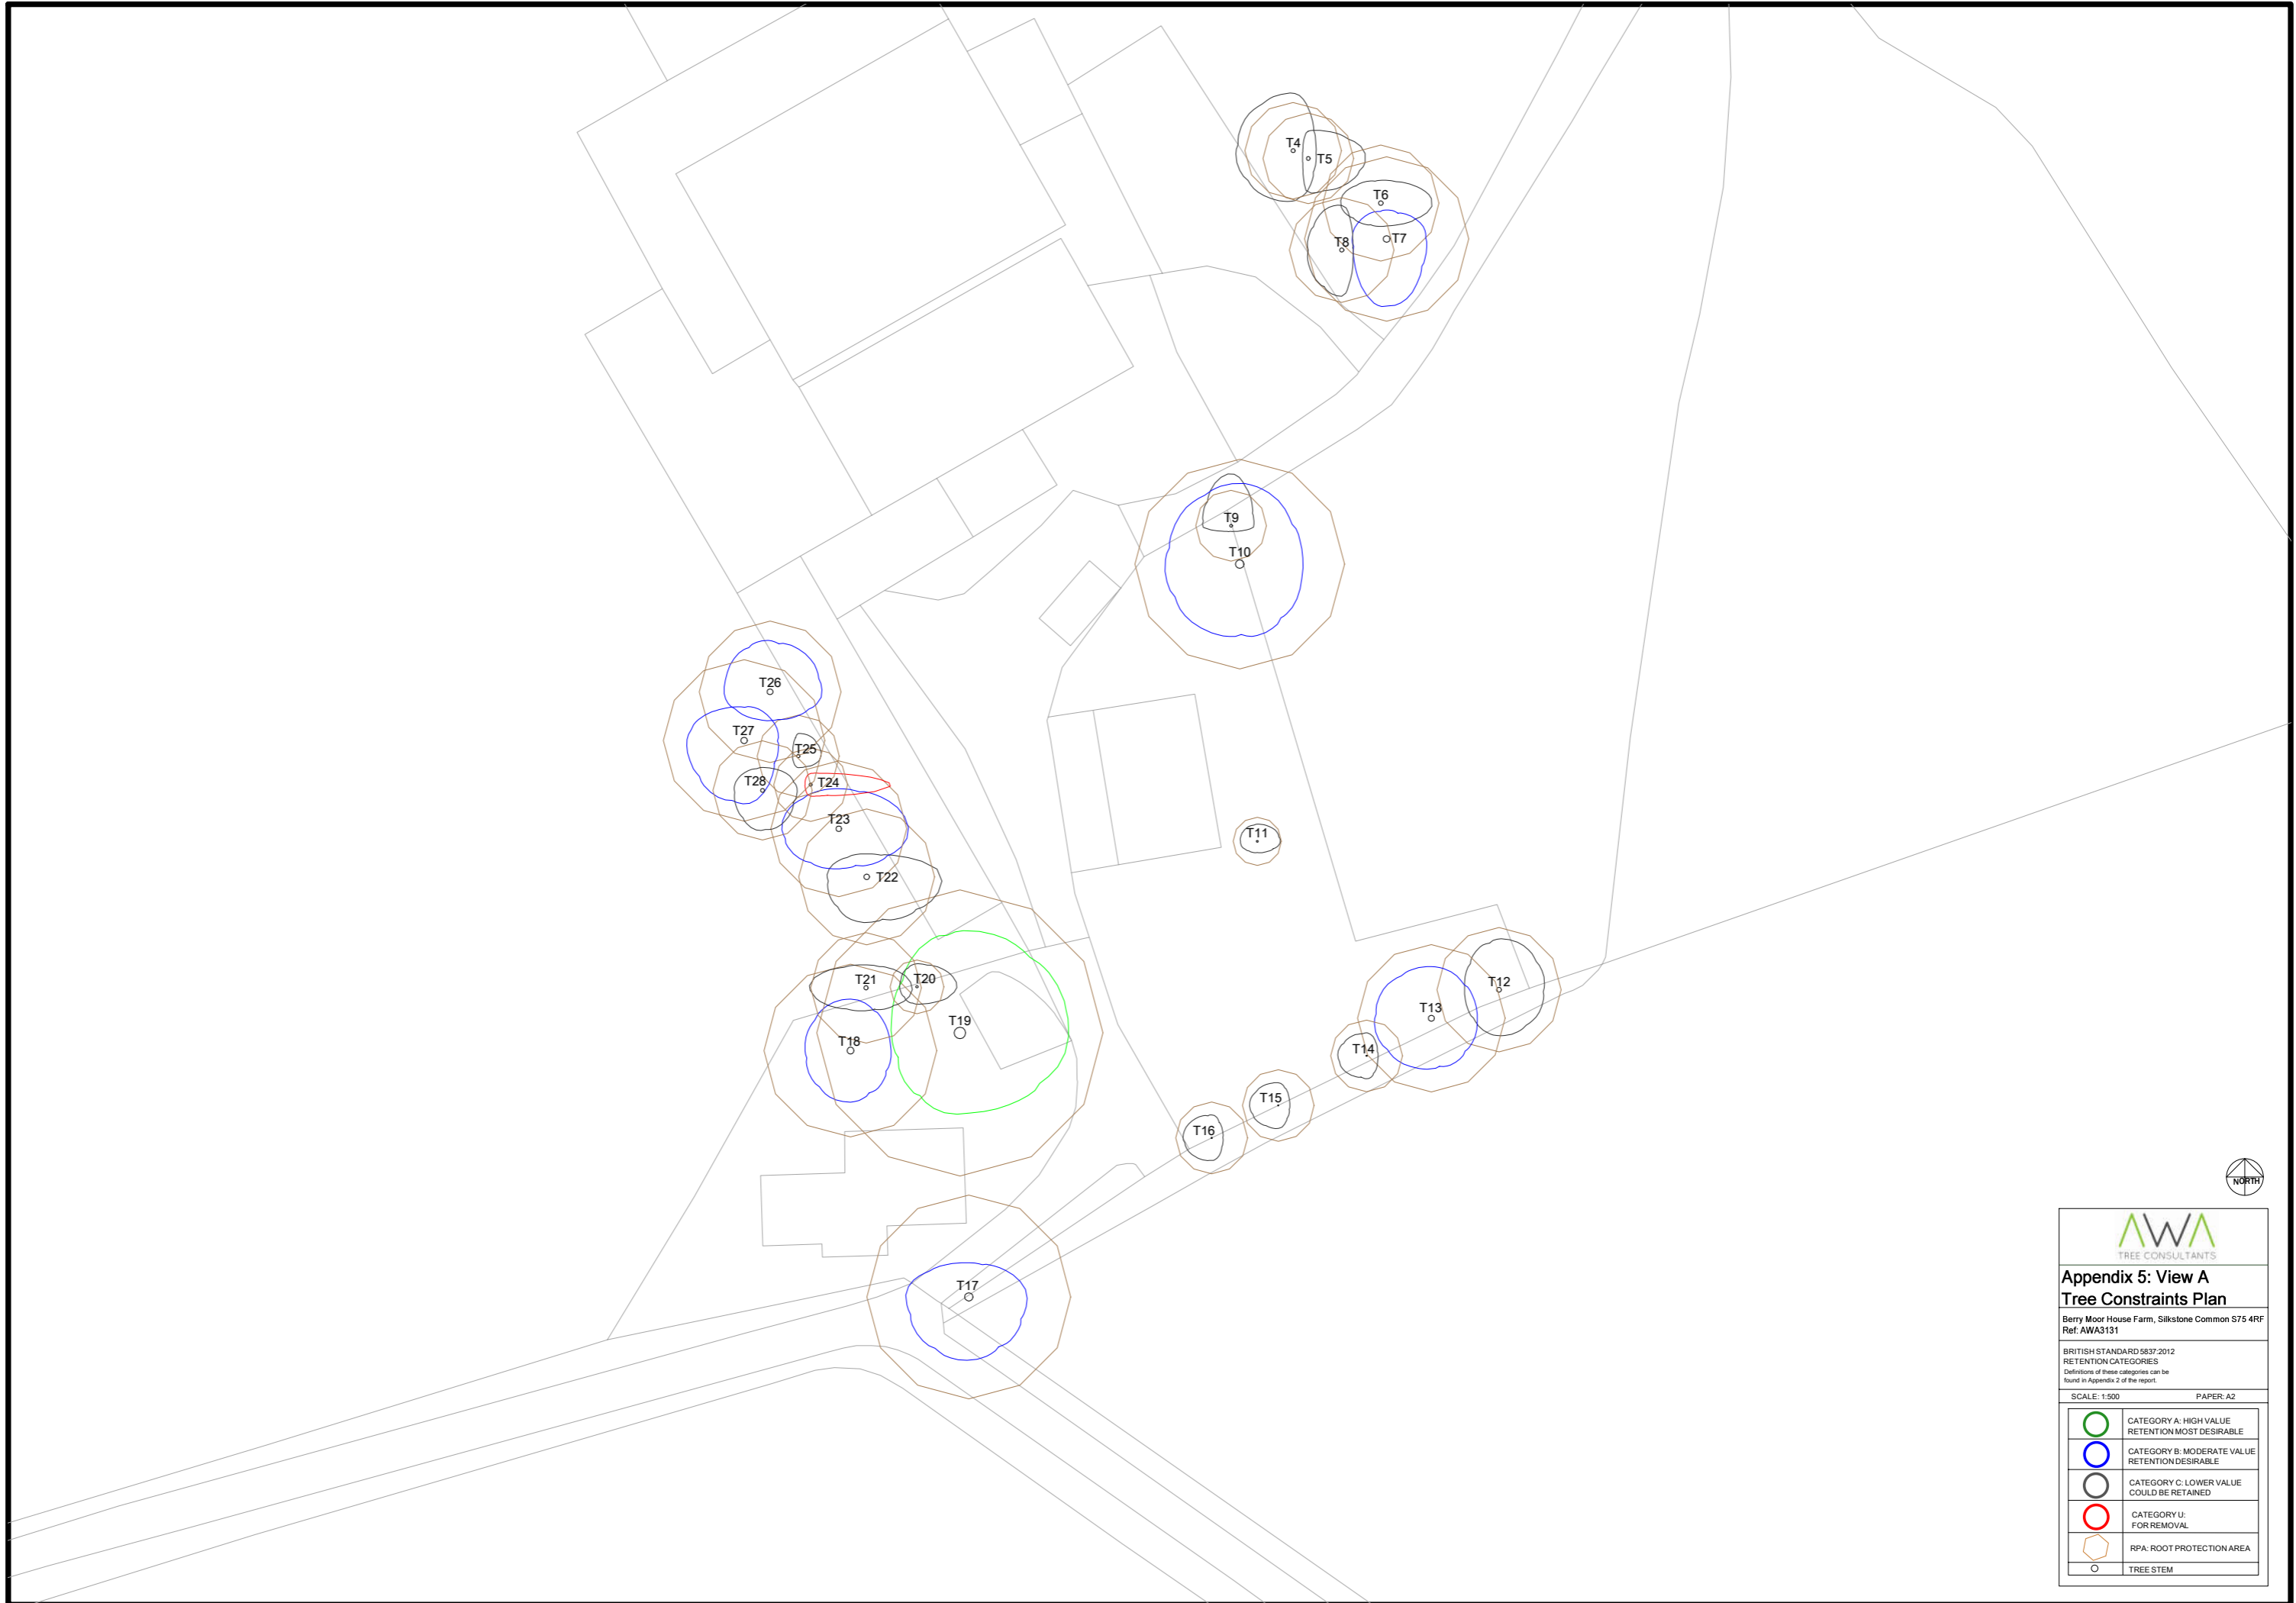 T4
T5
T6
T7
T8
T9
T10
T26
T27
T25
T28
T24
T23
T22
T11
T21
T20
T19
T18
T12
T13
T14
T15
T16
T17
NORTH
AWA
TREE CONSULTANTS
Appendix 5: View A
Tree Constraints Plan
Berry Moor House Farm, Silkstone Common S75 4RF
Ref: AWA3131
BRITISH STANDARD 5837:2012
RETENTION CATEGORIES
Definitions of these categories can be
found in Appendix 2 of the report.
SCALE: 1:500 PAPER: A2
CATEGORY A: HIGH VALUE
RETENTION MOST DESIRABLE
CATEGORY B: MODERATE VALUE
RETENTION DESIRABLE
CATEGORY C: LOWER VALUE
COULD BE RETAINED
CATEGORY U:
FOR REMOVAL
RPA: ROOT PROTECTION AREA
TREE STEM